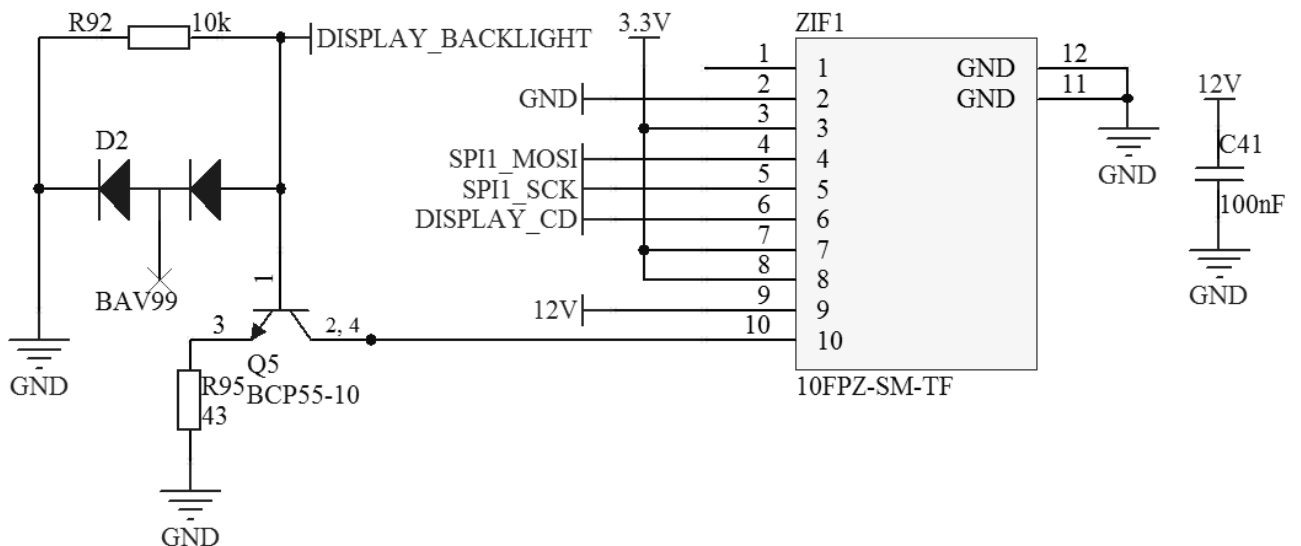 R92 10k
DISPLAY_BACKLIGHT
D2
BAV99
GND
1
3
2, 4
Q5
BCP55-10
R95
43
GND
3.3V
GND
SPI1_MOSI
SPI1_SCK
DISPLAY_CD
12V
ZIF1
1 1
2 2
3 3
4 4
5 5
6 6
7 7
8 8
9 9
10 10
GND 12
GND 11
10FPZ-SM-TF
GND
12V
C41
100nF
GND